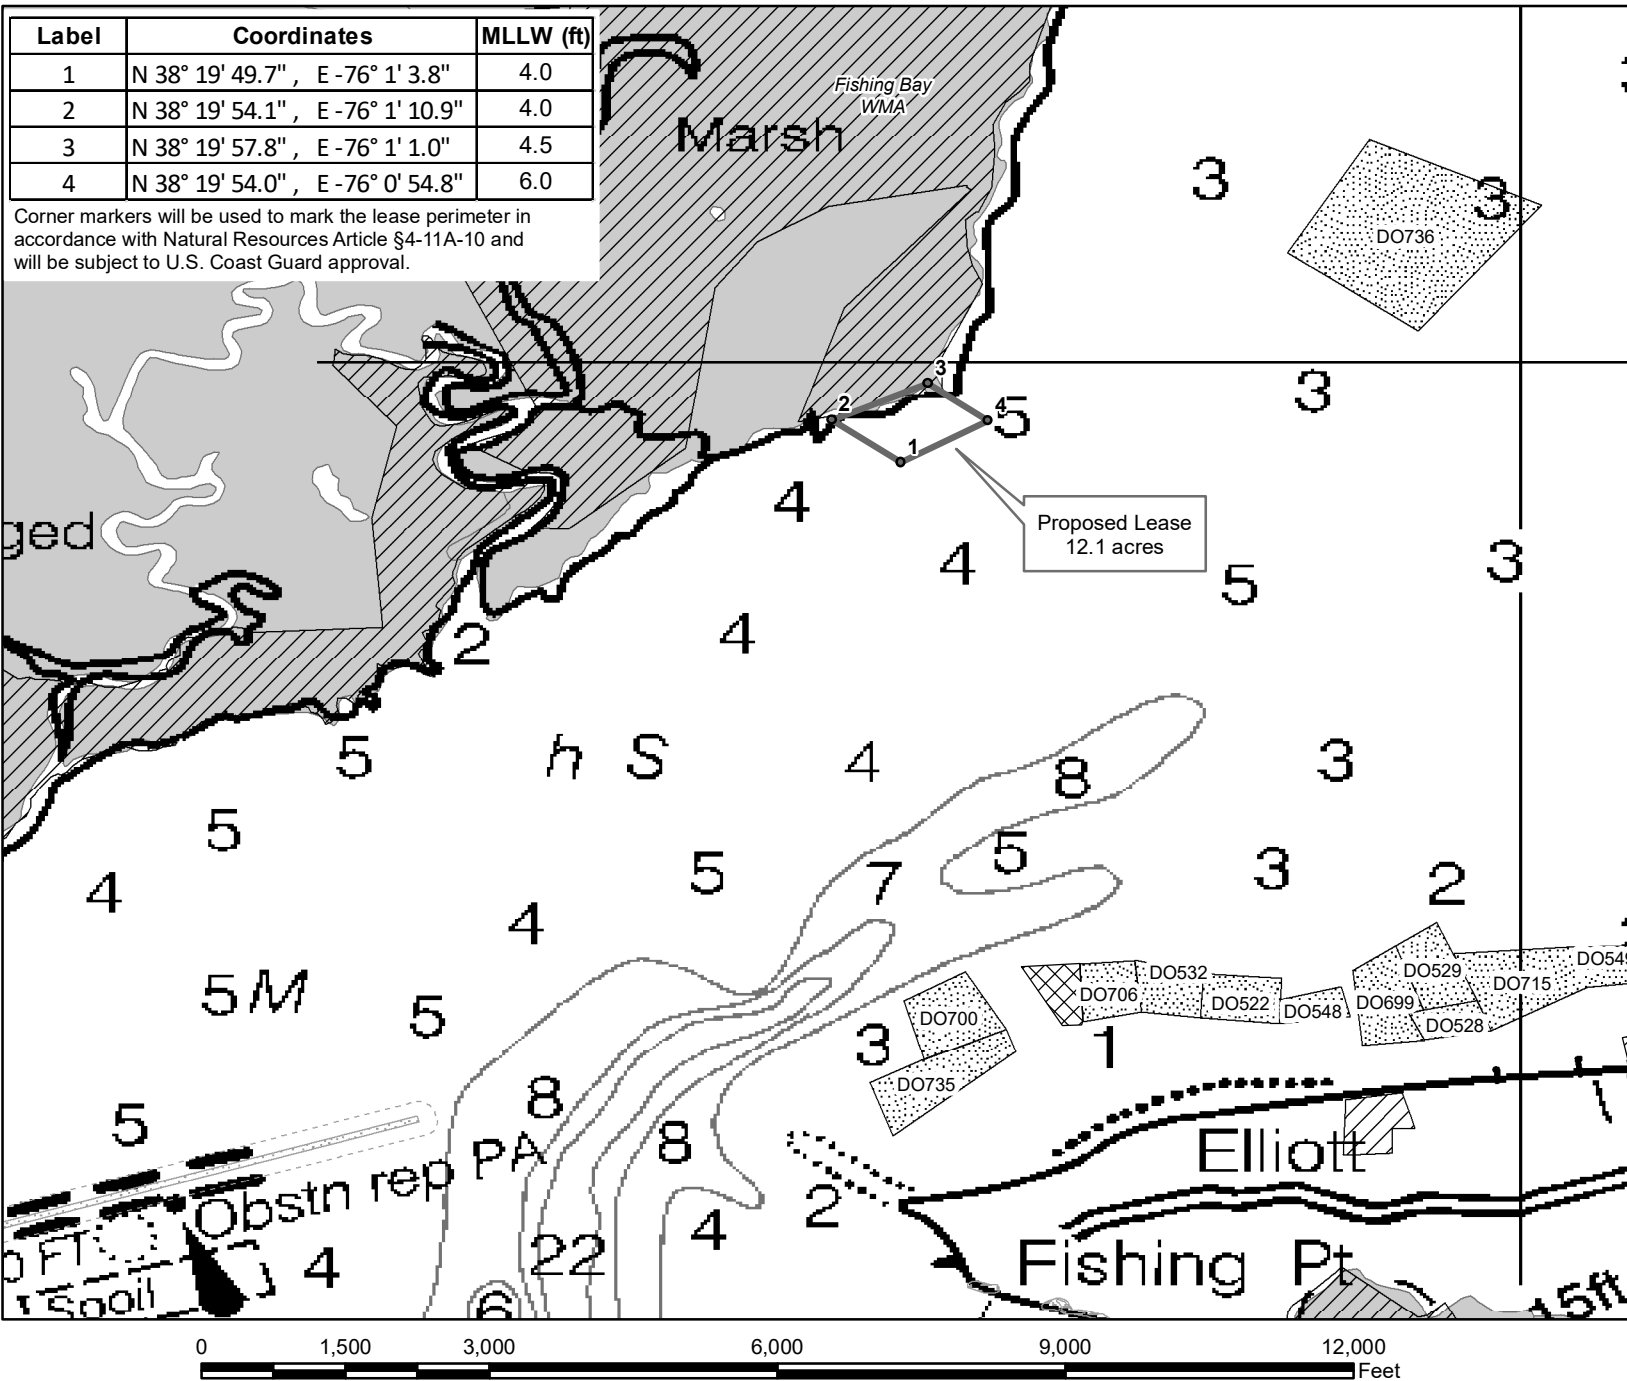 Label Coordinates MLLW (ft)
1 N 38° 19' 49.7" , E -76° 1' 3.8" 4.0
2 N 38° 19' 54.1" , E -76° 1' 10.9" 4.0
3 N 38° 19' 57.8" , E -76° 1' 1.0" 4.5
4 N 38° 19' 54.0" , E -76° 0' 54.8" 6.0
Corner markers will be used to mark the lease perimeter in
accordance with Natural Resources Article §4-11A-10 and
will be subject to U.S. Coast Guard approval.
Fishing Bay
WMA
Marsh
3
3
DO736
3
3
2
4
5
1
4
Proposed Lease
12.1 acres
ged
4
5
3
4
2
5
h S
4
8
3
5
4
5
7
5
3
2
4
5 M
5
DO700
DO735
3
DO706
DO532
DO522
DO548
DO699
DO529
DO528
DO715
DO549
1
8
5
8
Obstn rep PA
2
4
Elliott
22
4
Fishing Pt
FT
Spoil
6
15ft
0 1,500 3,000 6,000 9,000 12,000
Feet